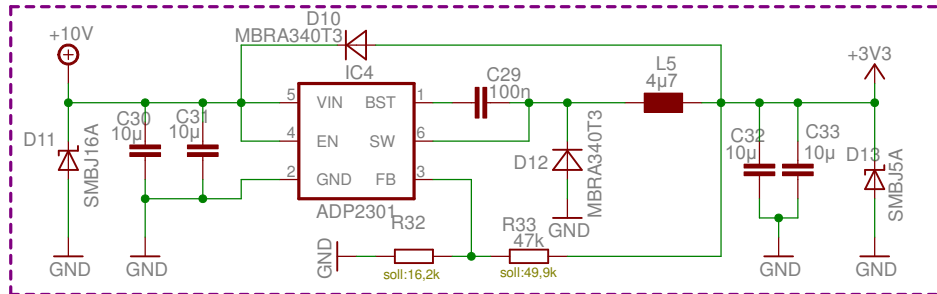 D10
MBRA340T3
+10V
IC4
C29
100n
L5
4µ7
+3V3
5
VIN
BST
1
C30
10µ
C31
10µ
D11
SMBJ16A
4
EN
SW
6
D12
MBRA340T3
C32
10µ
C33
10µ
D13
SMBJ5A
2
GND
FB
3
ADP2301
R32
R33
47k
GND
GND
GND
GND
soll:16,2k
soll:49,9k
GND
GND
GND